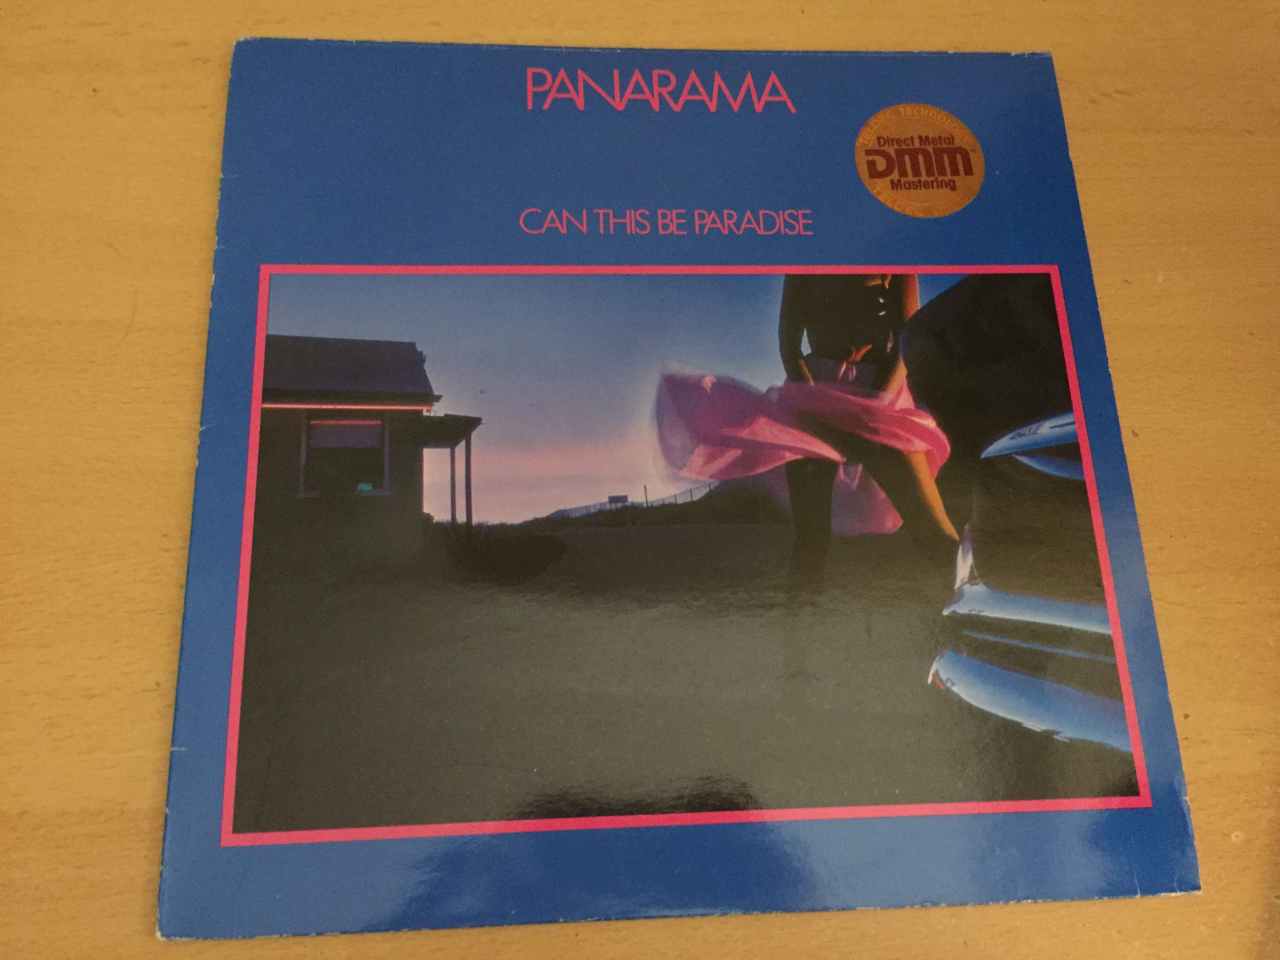 PANARAMA
Direct Metal
DMM
Mastering
CAN THIS BE PARADISE